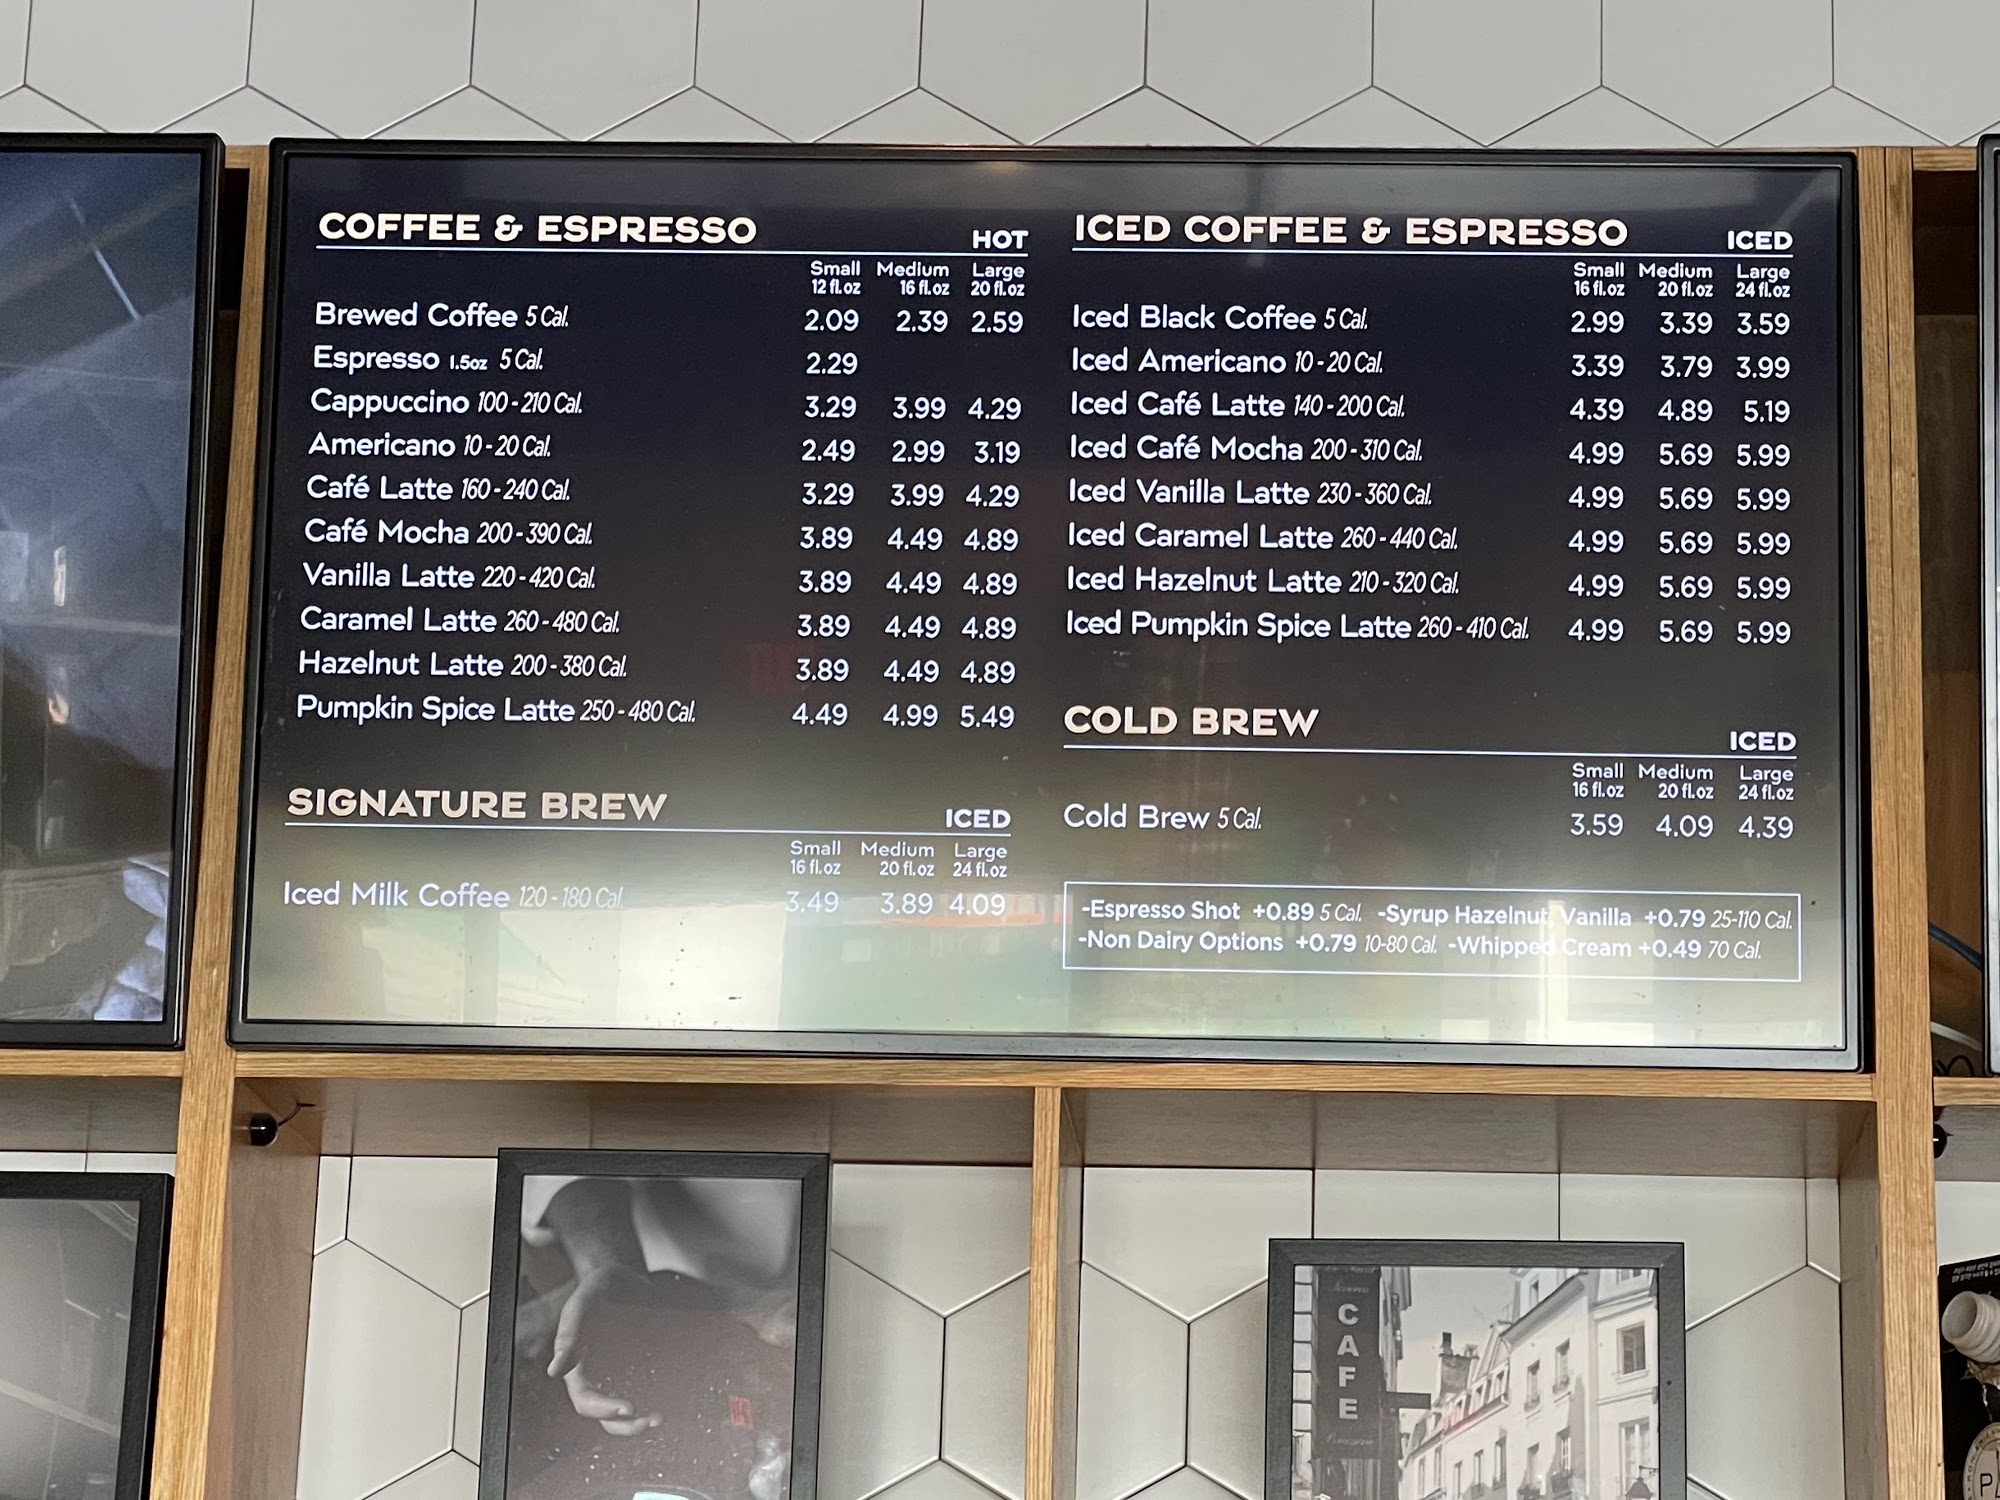 COFFEE & ESPRESSO HOT
Small Medium Large
12 fl.oz 16 fl.oz 20 fl.oz
Brewed Coffee 5 Cal. 2.09 2.39 2.59
Espresso 1.5oz 5 Cal. 2.29
Cappuccino 100-210 Cal. 3.29 3.99 4.29
Americano 10-20 Cal. 2.49 2.99 3.19
Café Latte 160-240 Cal. 3.29 3.99 4.29
Café Mocha 200-390 Cal. 3.89 4.49 4.89
Vanilla Latte 220-420 Cal. 3.89 4.49 4.89
Caramel Latte 260-480 Cal. 3.89 4.49 4.89
Hazelnut Latte 200-380 Cal. 3.89 4.49 4.89
Pumpkin Spice Latte 250-480 Cal. 4.49 4.99 5.49
SIGNATURE BREW ICED
Small Medium Large
16 fl.oz 20 fl.oz 24 fl.oz
Iced Milk Coffee 120-180 Cal. 3.49 3.89 4.09
ICED COFFEE & ESPRESSO ICED
Small Medium Large
16 fl.oz 20 fl.oz 24 fl.oz
Iced Black Coffee 5 Cal. 2.99 3.39 3.59
Iced Americano 10-20 Cal. 3.39 3.79 3.99
Iced Café Latte 140-200 Cal. 4.39 4.89 5.19
Iced Café Mocha 200-310 Cal. 4.99 5.69 5.99
Iced Vanilla Latte 230-360 Cal. 4.99 5.69 5.99
Iced Caramel Latte 260-440 Cal. 4.99 5.69 5.99
Iced Hazelnut Latte 210-320 Cal. 4.99 5.69 5.99
Iced Pumpkin Spice Latte 260-410 Cal. 4.99 5.69 5.99
COLD BREW ICED
Small Medium Large
16 fl.oz 20 fl.oz 24 fl.oz
Cold Brew 5 Cal. 3.59 4.09 4.39
-Espresso Shot +0.89 5 Cal. -Syrup Hazelnut, Vanilla +0.79 25-110 Cal.
-Non Dairy Options +0.79 10-80 Cal. -Whipped Cream +0.49 70 Cal.
CAFE